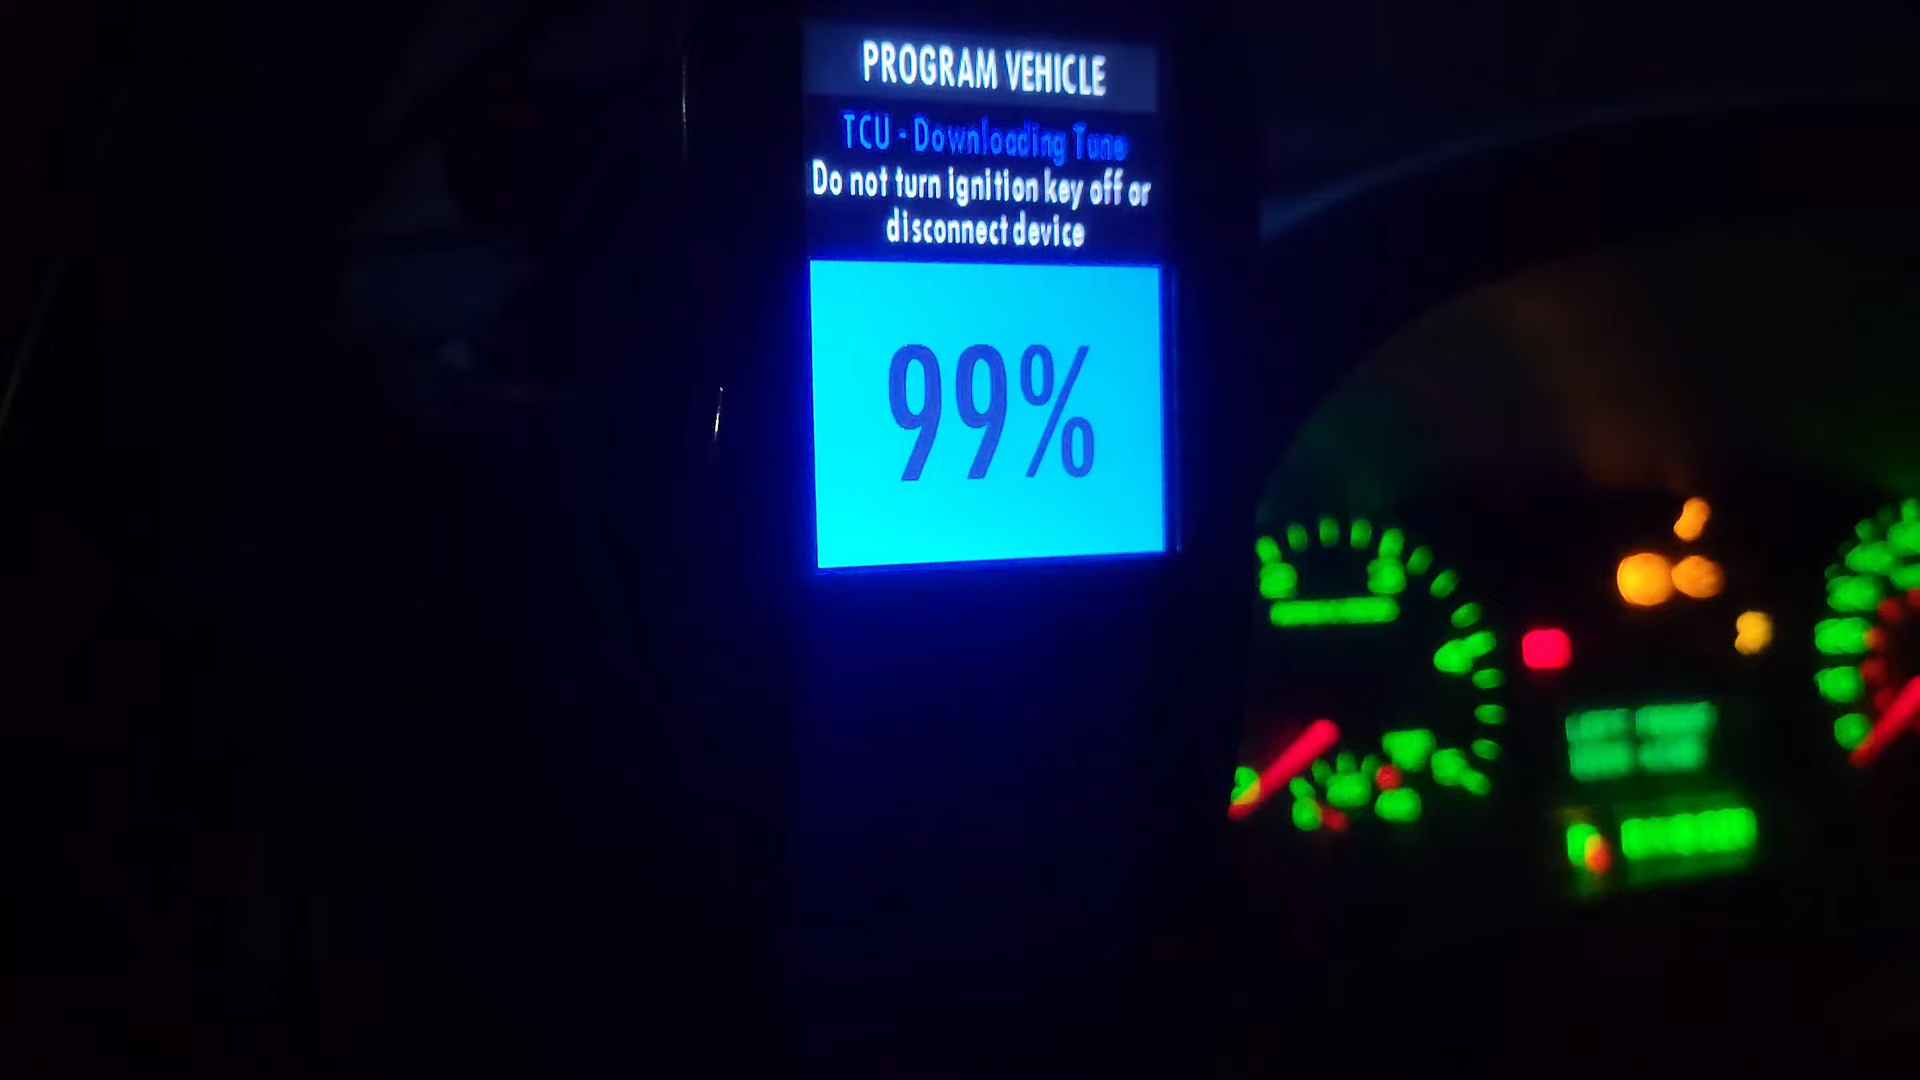 PROGRAM VEHICLE
TCU - Downloading Tune
Do not turn ignition key off or
disconnect device
99%